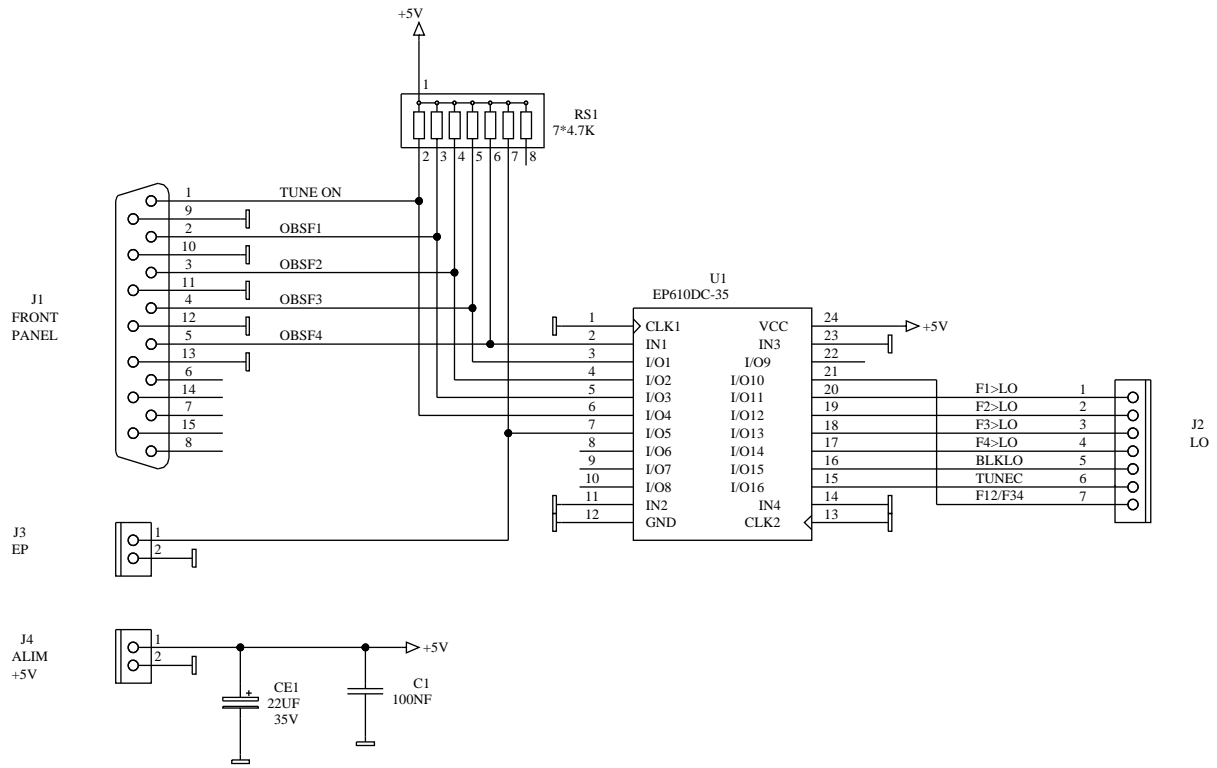 +5V
1
RS1
7*4.7K
2 3 4 5 6 7 8
1 TUNE ON
9
2 OBSF1
10
3 OBSF2
11
4 OBSF3
12
5 OBSF4
13
6
14
7
15
8
J1
FRONT
PANEL
U1
EP610DC-35
1 CLK1 VCC 24 +5V
2 IN1 IN3 23
3 I/O1 I/O9 22
4 I/O2 I/O10 21
5 I/O3 I/O11 20 F1>LO 1
6 I/O4 I/O12 19 F2>LO 2
7 I/O5 I/O13 18 F3>LO 3
8 I/O6 I/O14 17 F4>LO 4
9 I/O7 I/O15 16 BLKLO 5
10 I/O8 I/O16 15 TUNEC 6
11 IN2 IN4 14 F12/F34 7
12 GND CLK2 13
J2
LO
J3
EP
1
2
J4
ALIM
+5V
1
2
+5V
+
CE1
22UF
35V
C1
100NF